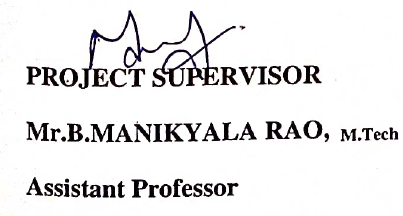 PROJECT SUPERVISOR
Mr.B.MANIKYALA RAO, M.Tech
Assistant Professor